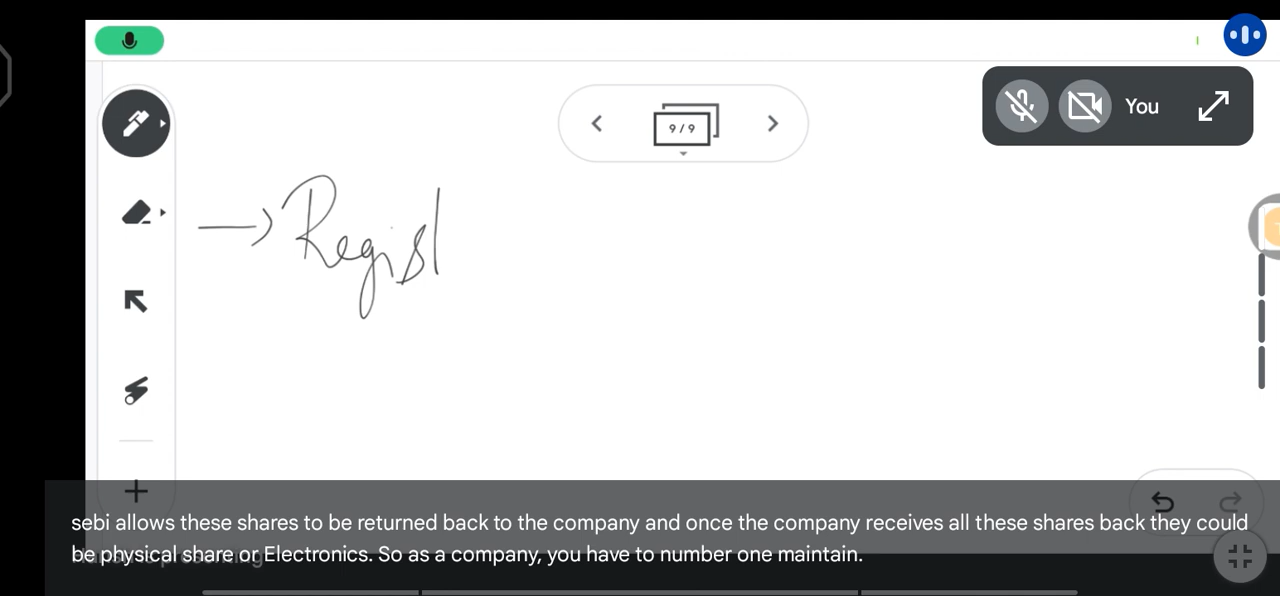 You
9/9
→ Regist
sebi allows these shares to be returned back to the company and once the company receives all these shares back they could
be physical share or Electronics. So as a company, you have to number one maintain.